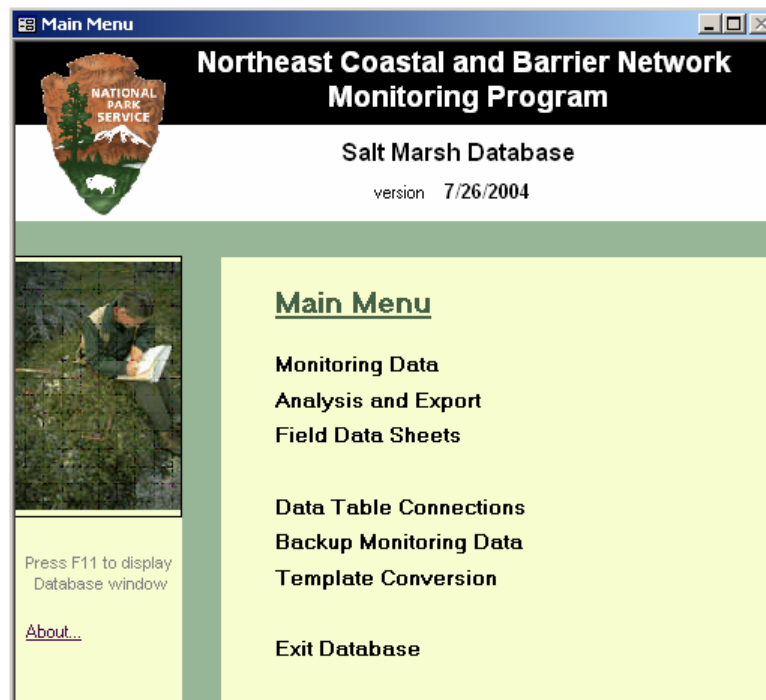 Main Menu
Northeast Coastal and Barrier Network
Monitoring Program
NATIONAL
PARK
SERVICE
Salt Marsh Database
version 7/26/2004
Main Menu
Monitoring Data
Analysis and Export
Field Data Sheets
Data Table Connections
Backup Monitoring Data
Template Conversion
Exit Database
Press F11 to display
Database window
About...